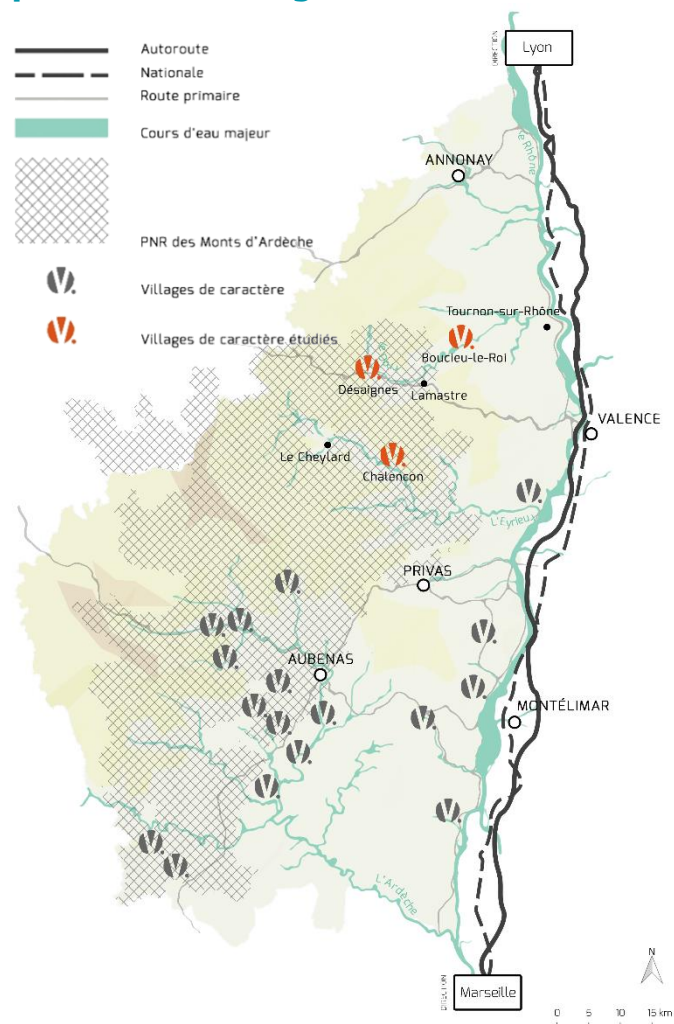 Autoroute
Nationale
Route primaire
Cours d'eau majeur
PNR des Monts d'Ardèche
Villages de caractère
Villages de caractère étudiés
DIRECTION
Lyon
le Rhône
ANNONAY
Tournon-sur-Rhône
Boucieu-le-Roi
Désaignes
Lamastre
VALENCE
Le Cheylard
Chalencon
L'Eyrieux
PRIVAS
AUBENAS
MONTÉLIMAR
L'Ardèche
DIRECTION
Marseille
N
0 5 10 15 km